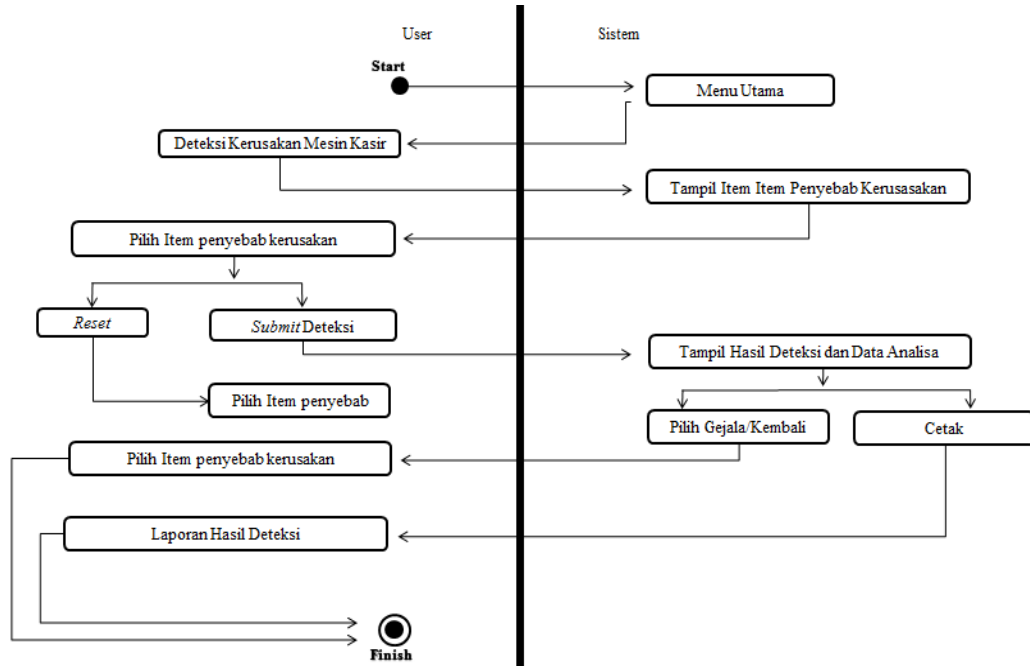 User
Sistem
Start
Menu Utama
Deteksi Kerusakan Mesin Kasir
Tampil Item Item Penyebab Kerusasakan
Pilih Item penyebab kerusakan
Reset
Submit Deteksi
Tampil Hasil Deteksi dan Data Analisa
Pilih Item penyebab
Pilih Gejala/Kembali
Cetak
Pilih Item penyebab kerusakan
Laporan Hasil Deteksi
Finish